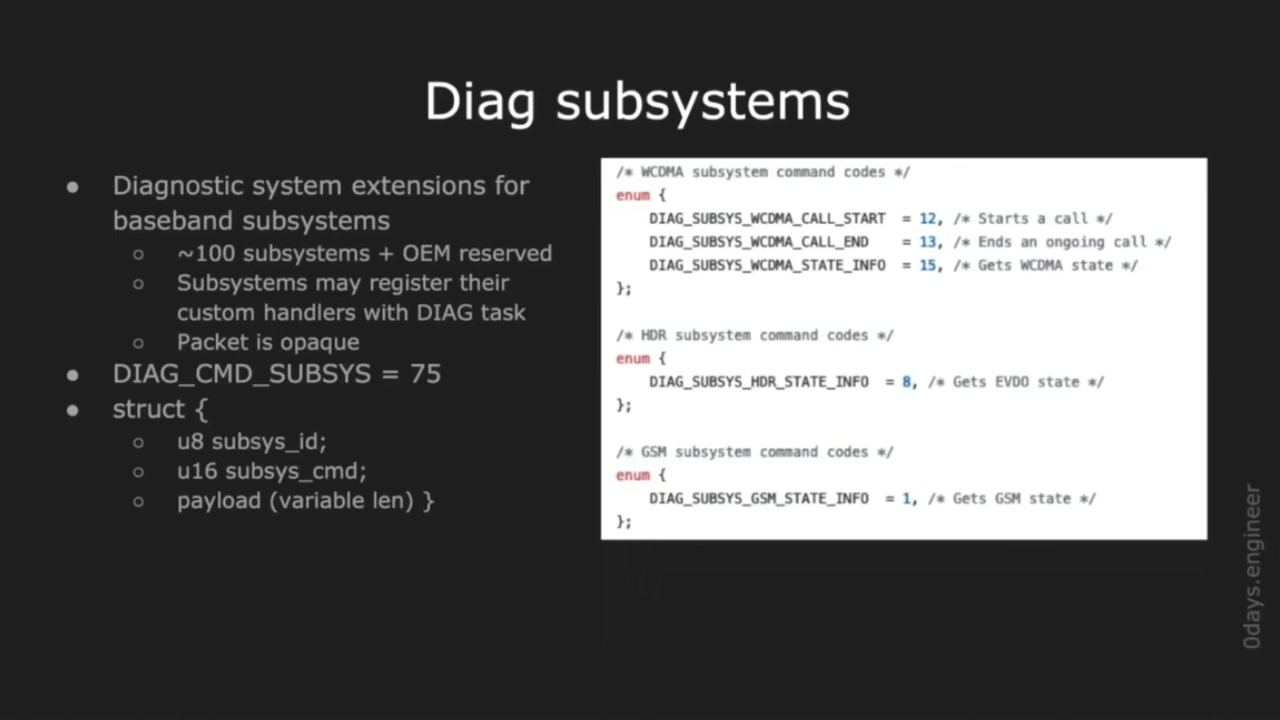 Diag subsystems
● Diagnostic system extensions for
baseband subsystems
○ ~100 subsystems + OEM reserved
○ Subsystems may register their
custom handlers with DIAG task
○ Packet is opaque
● DIAG_CMD_SUBSYS = 75
● struct {
○ u8 subsys_id;
○ u16 subsys_cmd;
○ payload (variable len) }
/* WCDMA subsystem command codes */
enum {
DIAG_SUBSYS_WCDMA_CALL_START = 12, /* Starts a call */
DIAG_SUBSYS_WCDMA_CALL_END = 13, /* Ends an ongoing call */
DIAG_SUBSYS_WCDMA_STATE_INFO = 15, /* Gets WCDMA state */
};
/* HDR subsystem command codes */
enum {
DIAG_SUBSYS_HDR_STATE_INFO = 8, /* Gets EVDO state */
};
/* GSM subsystem command codes */
enum {
DIAG_SUBSYS_GSM_STATE_INFO = 1, /* Gets GSM state */
};
0days.engineer